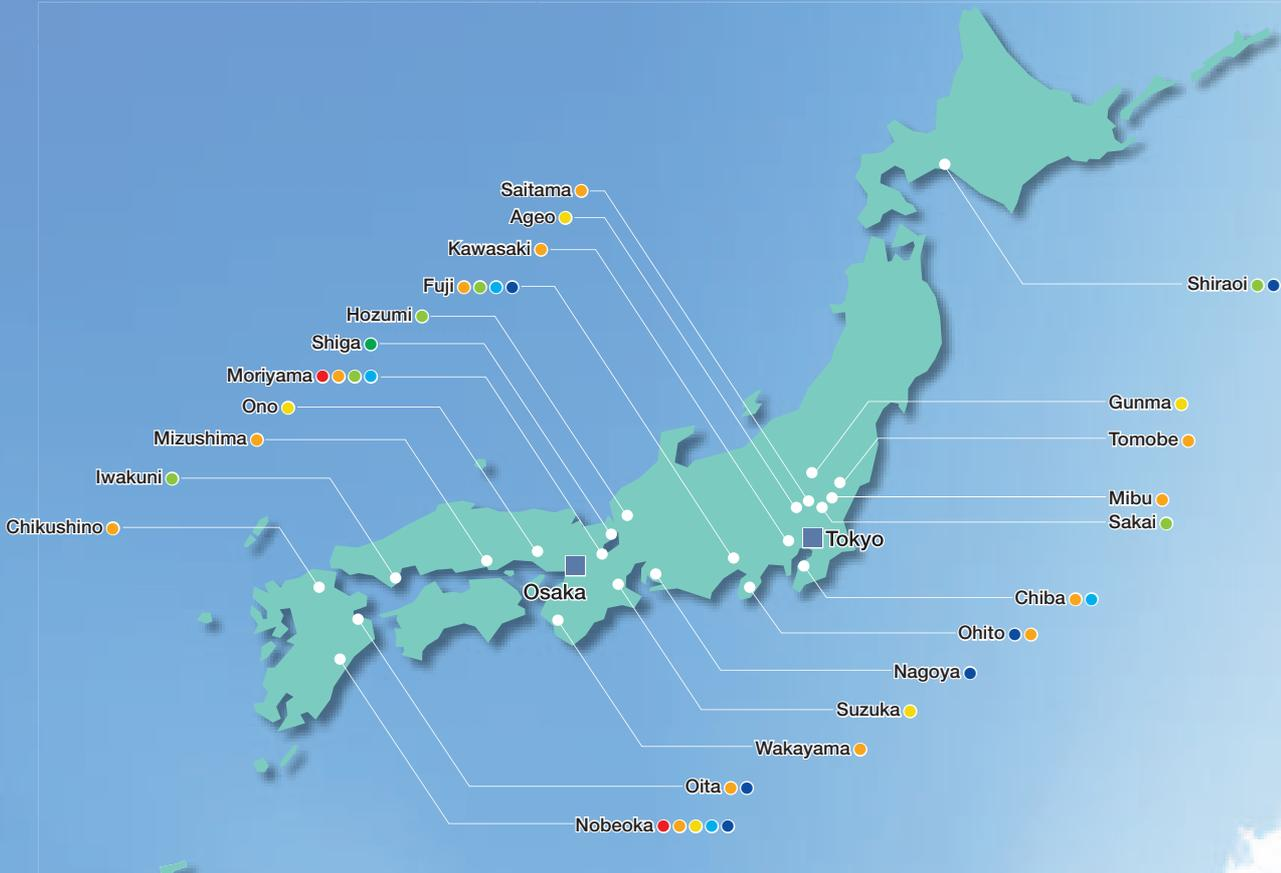 Saitama
Ageo
Kawasaki
Fuji
Shiraoi
Hozumi
Shiga
Moriyama
Ono
Gunma
Mizushima
Tomobe
Iwakuni
Mibu
Chikushino
Sakai
Tokyo
Osaka
Chiba
Ohito
Nagoya
Suzuka
Wakayama
Oita
Nobeoka